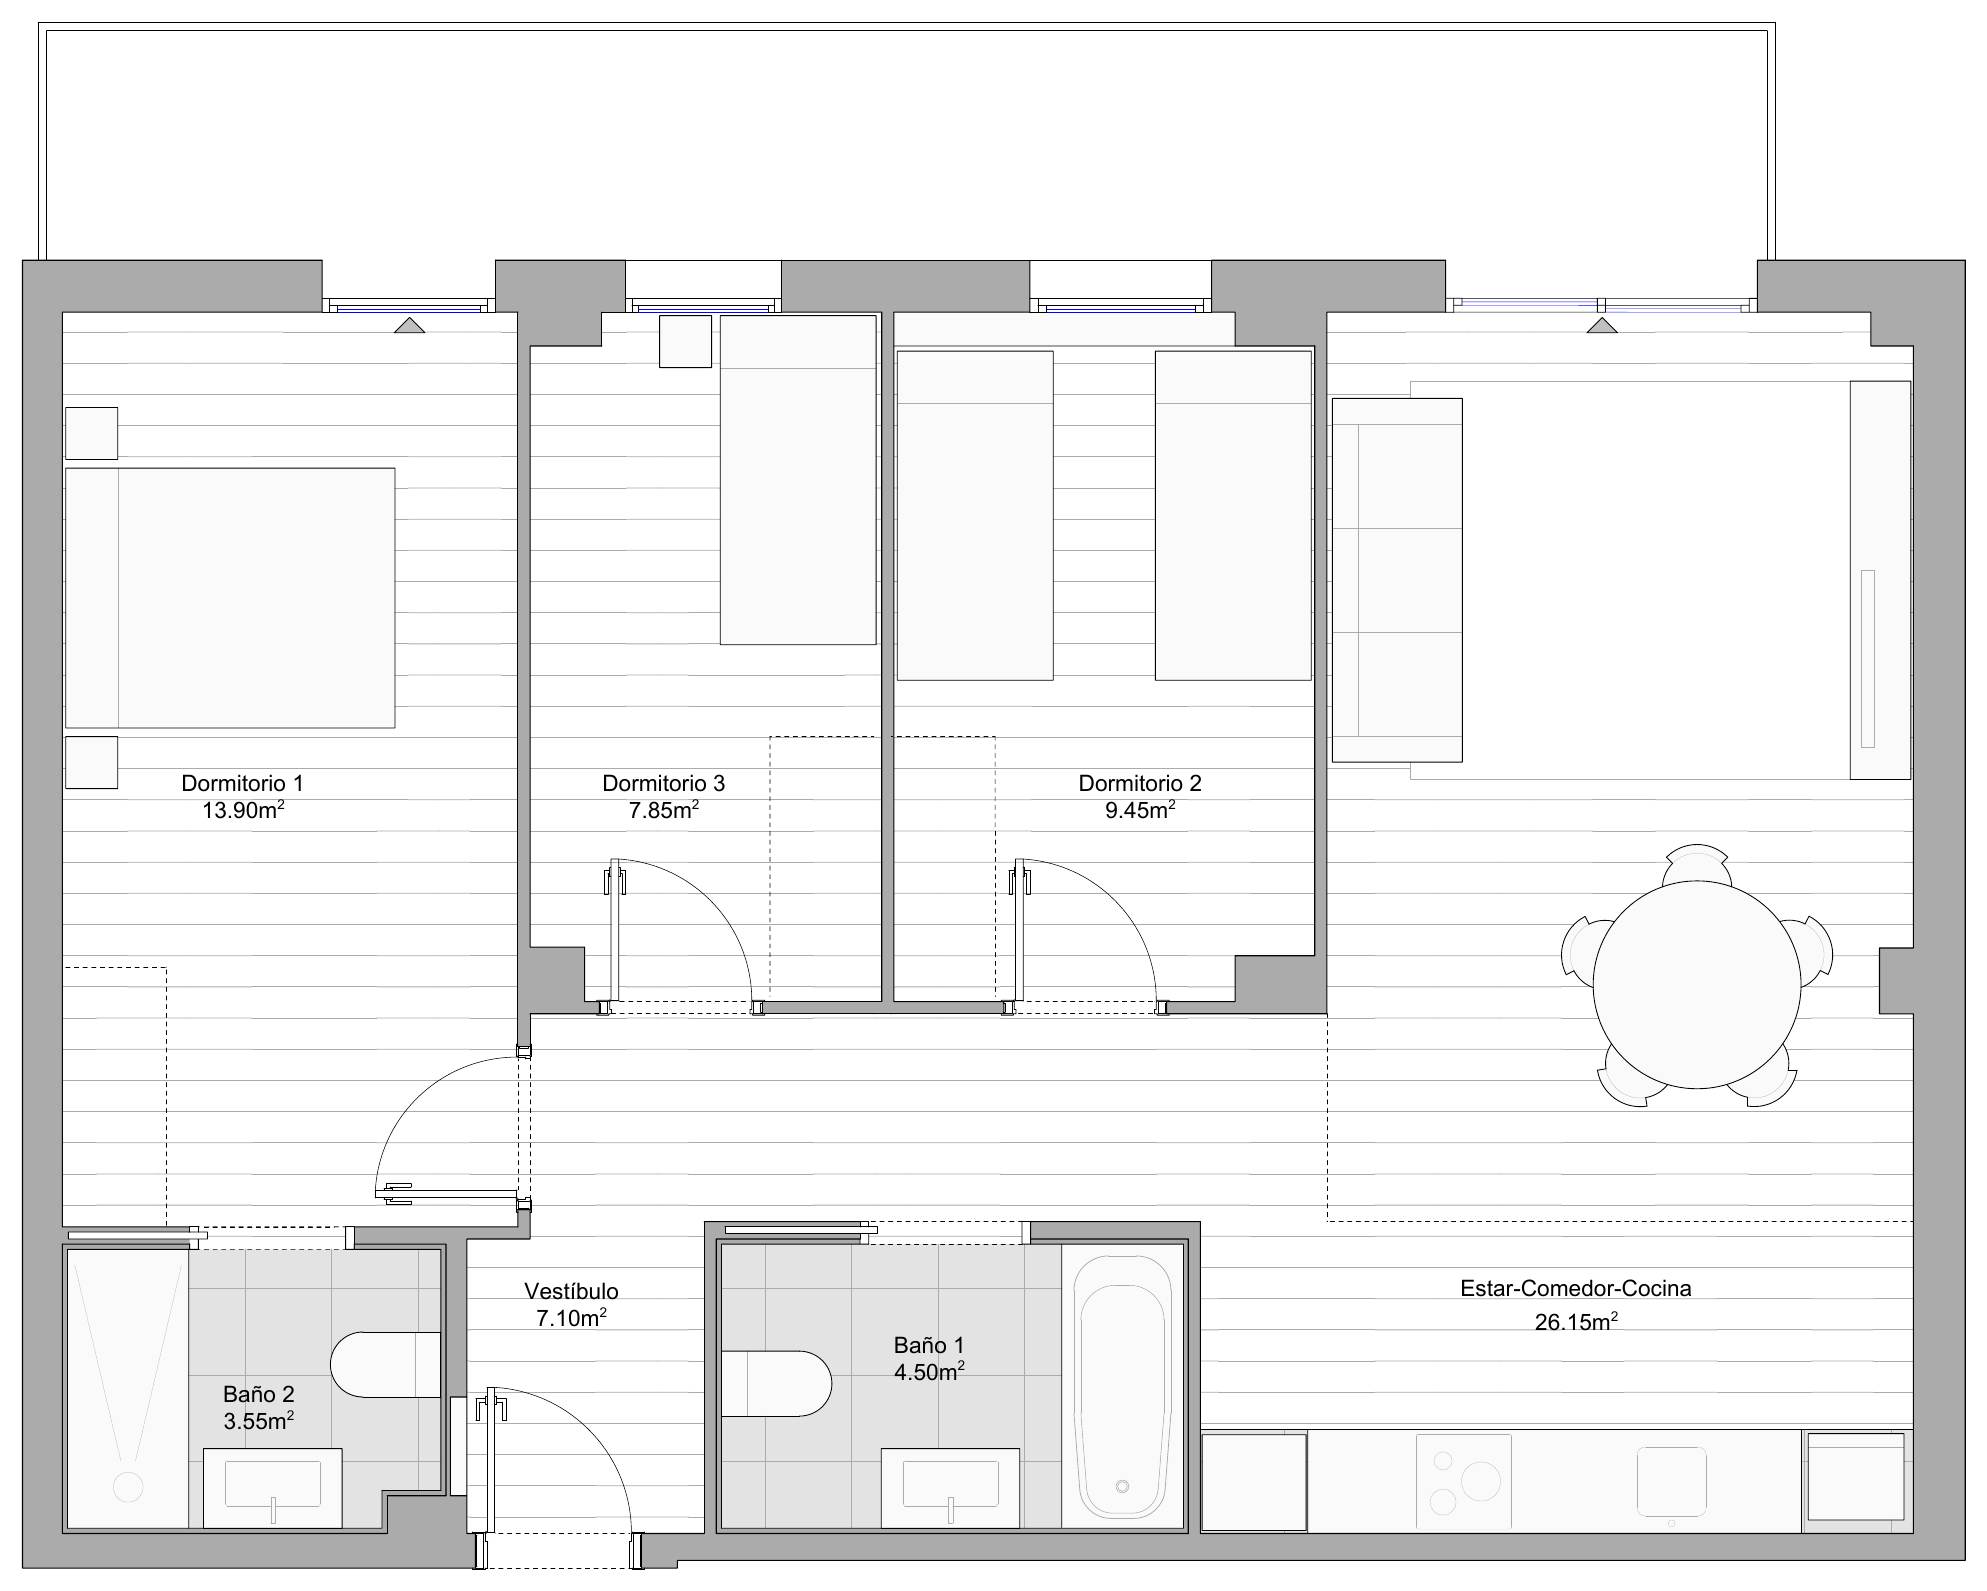 Dormitorio 1
13.90m²
Dormitorio 3
7.85m²
Dormitorio 2
9.45m²
Vestíbulo
7.10m²
Estar-Comedor-Cocina
26.15m²
Baño 1
4.50m²
Baño 2
3.55m²